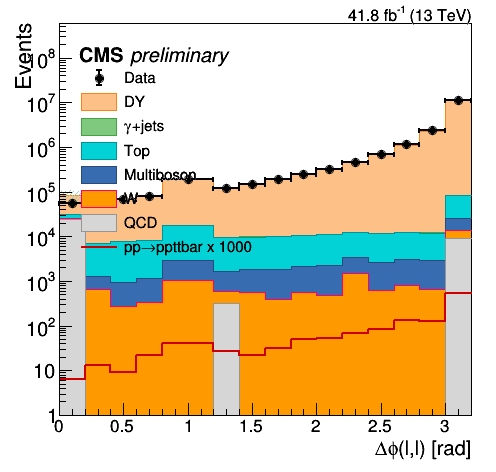 41.8 fb⁻¹ (13 TeV)
Events
CMS preliminary
Data
DY
γ+jets
Top
Multiboson
W
QCD
pp→ppttbar x 1000
10⁸
10⁷
10⁶
10⁵
10⁴
10³
10²
10
1
0 0.5 1 1.5 2 2.5 3
Δϕ(l,l) [rad]